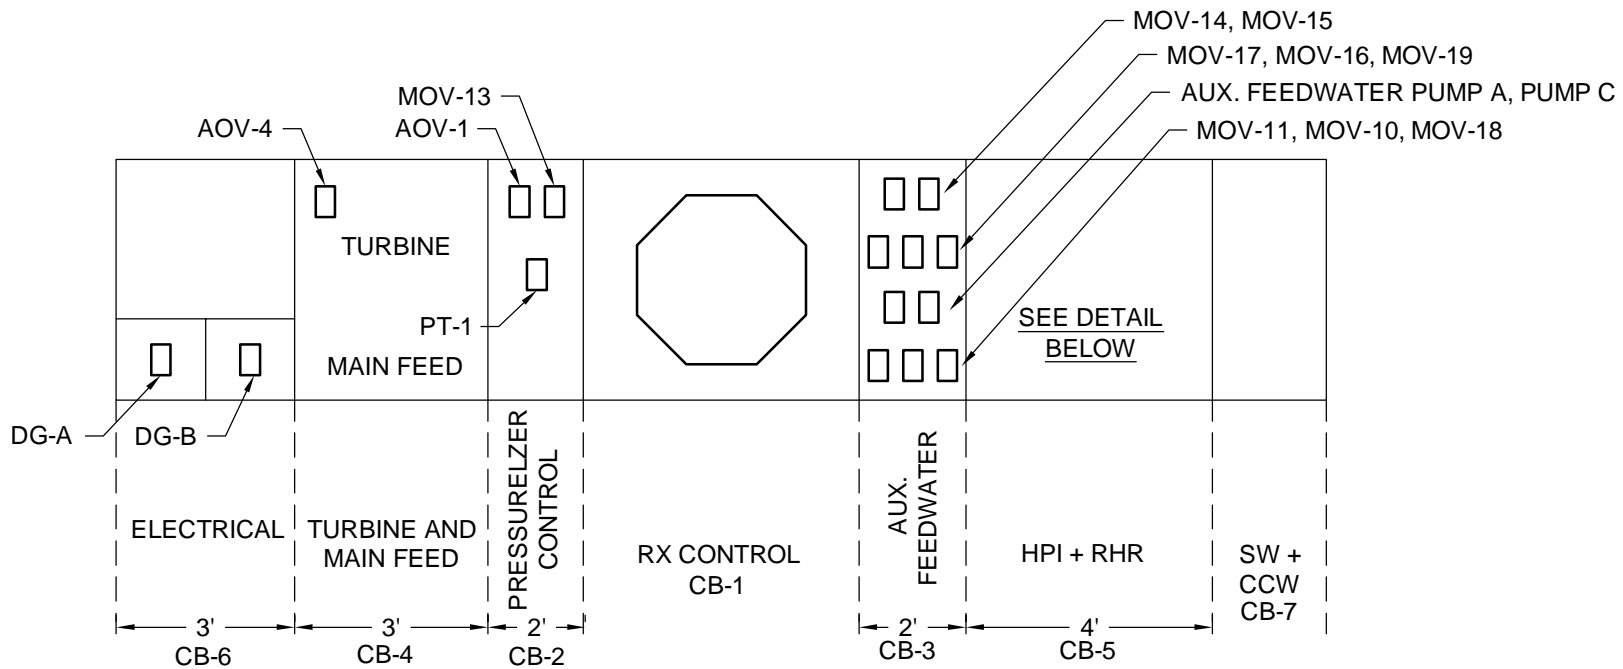 MOV-14, MOV-15
MOV-17, MOV-16, MOV-19
AUX. FEEDWATER PUMP A, PUMP C
MOV-11, MOV-10, MOV-18
MOV-13
AOV-1
AOV-4
TURBINE
PT-1
MAIN FEED
SEE DETAIL
BELOW
DG-A
DG-B
ELECTRICAL
TURBINE AND
MAIN FEED
PRESSURELZER
CONTROL
RX CONTROL
CB-1
AUX.
FEEDWATER
HPI + RHR
SW +
CCW
CB-7
3'
CB-6
3'
CB-4
2'
CB-2
2'
CB-3
4'
CB-5